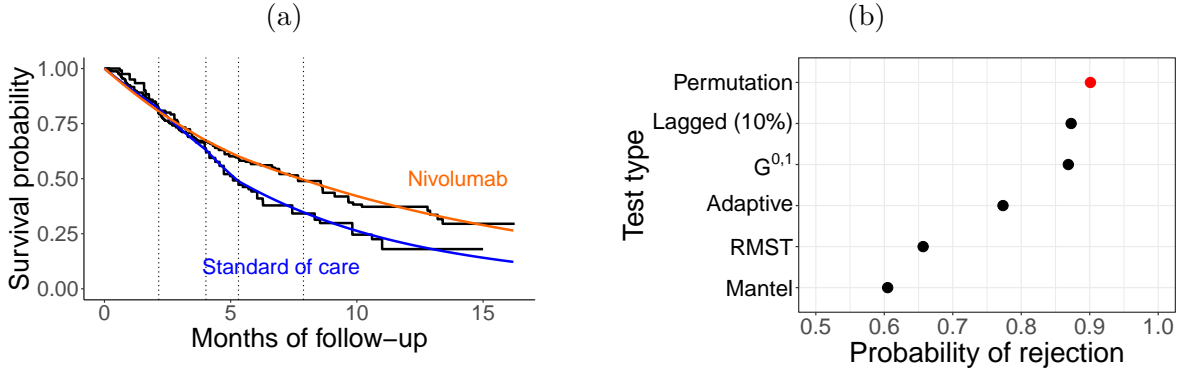 (a)
Survival probability
1.00
0.75
0.50
0.25
0.00
Nivolumab
Standard of care
0
5
10
15
Months of follow−up
(b)
Test type
Permutation
Lagged (10%)
G^{0,1}
Adaptive
RMST
Mantel
0.5 0.6 0.7 0.8 0.9 1.0
Probability of rejection